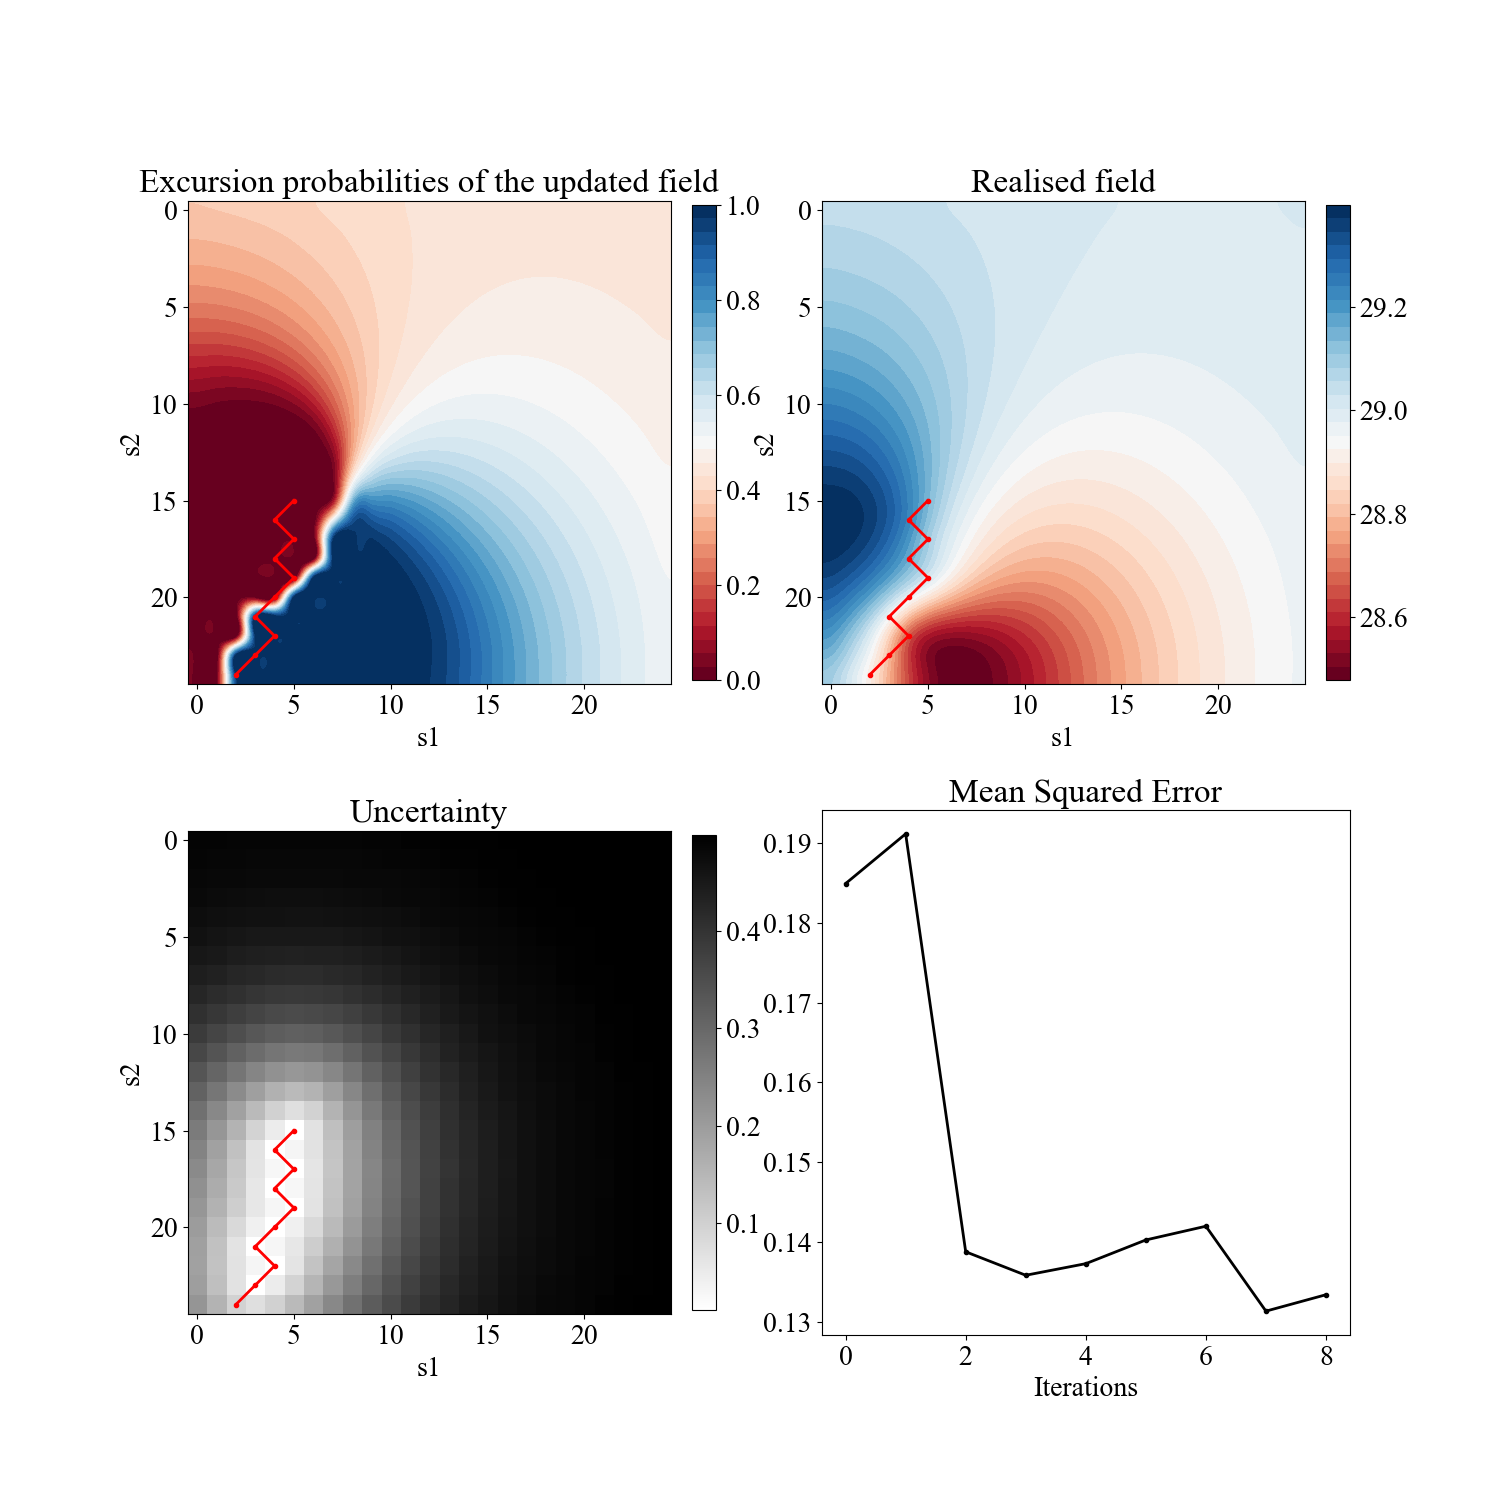 Excursion probabilities of the updated field
0
5
10
15
20
s2
0 5 10 15 20
s1
1.0
0.8
0.6
0.4
0.2
0.0
Realised field
0
5
10
15
20
s2
0 5 10 15 20
s1
29.2
29.0
28.8
28.6
Uncertainty
0
5
10
15
20
s2
0 5 10 15 20
s1
0.4
0.3
0.2
0.1
Mean Squared Error
0.19
0.18
0.17
0.16
0.15
0.14
0.13
0 2 4 6 8
Iterations